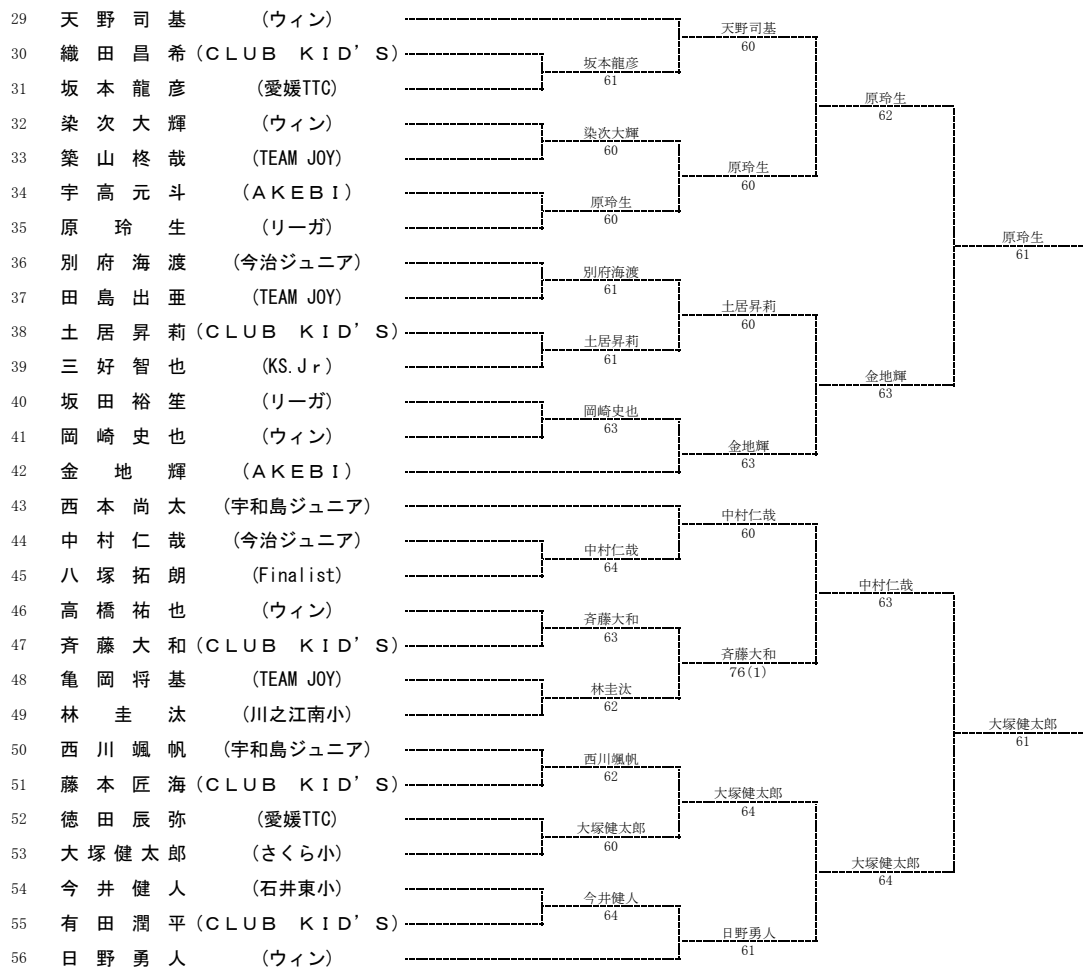 29 天野司基 (ウィン)
30 織田昌希 (CLUB KID'S)
31 坂本龍彦 (愛媛TTC)
32 染次大輝 (ウィン)
33 築山柊哉 (TEAM JOY)
34 宇高元斗 (AKEBI)
35 原玲生 (リーガ)
36 別府海渡 (今治ジュニア)
37 田島出亜 (TEAM JOY)
38 土居昇莉 (CLUB KID'S)
39 三好智也 (KS.Jr)
40 坂田裕笙 (リーガ)
41 岡崎史也 (ウィン)
42 金地輝 (AKEBI)
43 西本尚太 (宇和島ジュニア)
44 中村仁哉 (今治ジュニア)
45 八塚拓朗 (Finalist)
46 高橋祐也 (ウィン)
47 斉藤大和 (CLUB KID'S)
48 亀岡将基 (TEAM JOY)
49 林圭汰 (川之江南小)
50 西川颯帆 (宇和島ジュニア)
51 藤本匠海 (CLUB KID'S)
52 徳田辰弥 (愛媛TTC)
53 大塚健太郎 (さくら小)
54 今井健人 (石井東小)
55 有田潤平 (CLUB KID'S)
56 日野勇人 (ウィン)
坂本龍彦
61
染次大輝
60
原玲生
60
別府海渡
61
土居昇莉
61
岡崎史也
63
中村仁哉
64
斉藤大和
63
林圭汰
62
西川颯帆
62
大塚健太郎
60
今井健人
64
天野司基
60
原玲生
60
土居昇莉
60
金地輝
63
中村仁哉
60
斉藤大和
76(1)
大塚健太郎
64
日野勇人
61
原玲生
62
金地輝
63
中村仁哉
63
大塚健太郎
64
原玲生
61
大塚健太郎
61